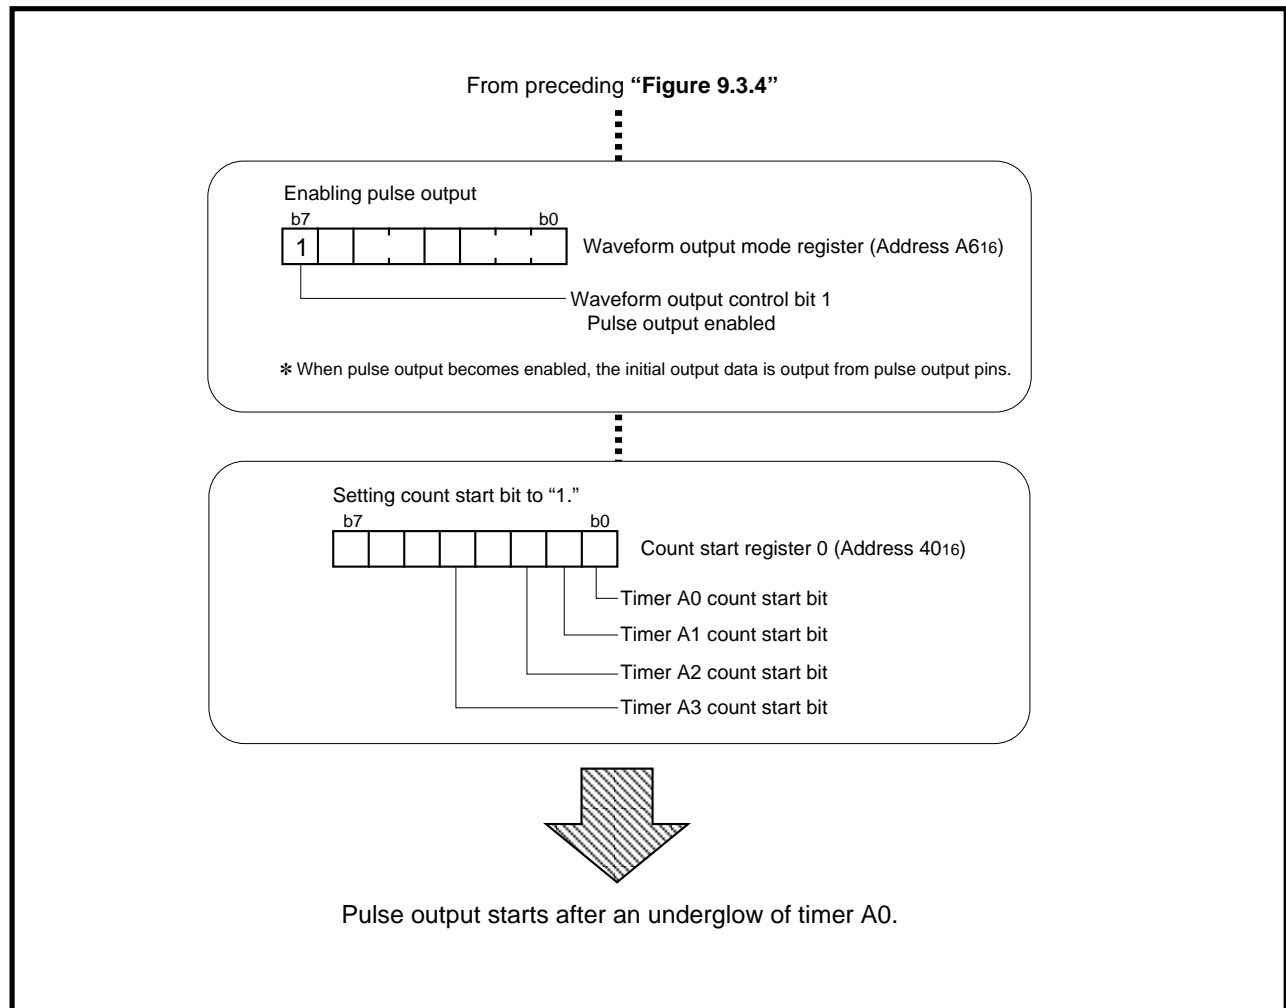 From preceding “Figure 9.3.4”
Enabling pulse output
b7 b0
1
Waveform output mode register (Address A616)
Waveform output control bit 1
Pulse output enabled
✽ When pulse output becomes enabled, the initial output data is output from pulse output pins.
Setting count start bit to “1.”
b7 b0
Count start register 0 (Address 4016)
Timer A0 count start bit
Timer A1 count start bit
Timer A2 count start bit
Timer A3 count start bit
Pulse output starts after an underglow of timer A0.